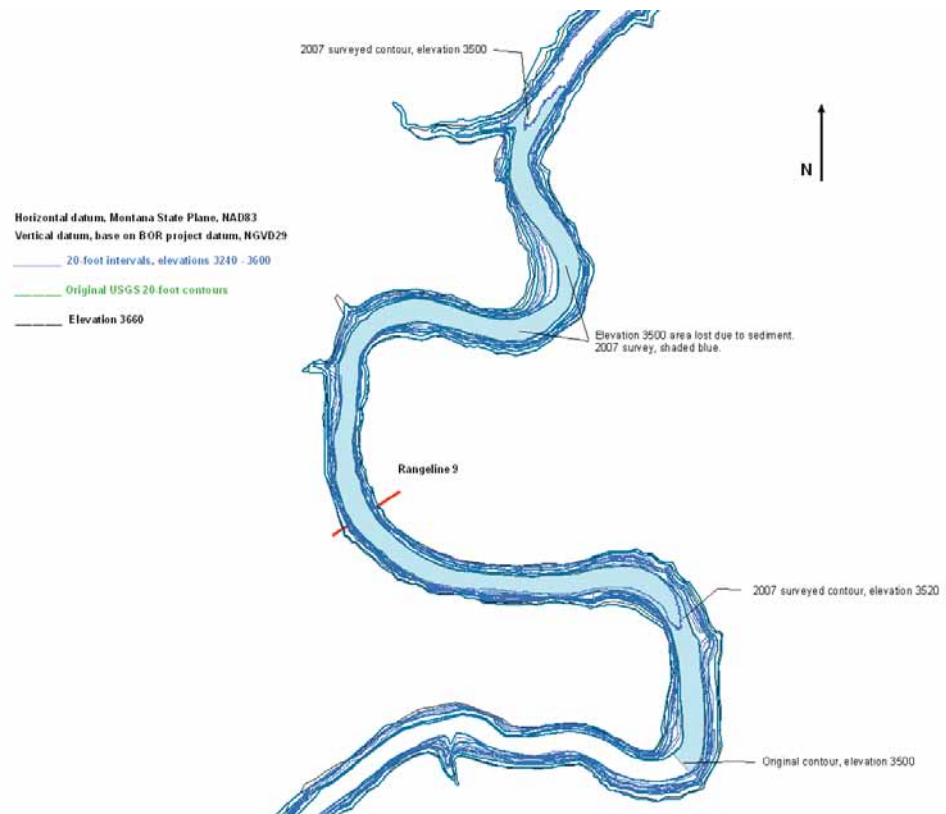 2007 surveyed contour, elevation 3500
N
Horizontal datum, Montana State Plane, NAD83
Vertical datum, base on BOR project datum, NGVD29
20-foot intervals, elevations 3240 - 3600
Original USGS 20-foot contours
Elevation 3660
Elevation 3500 area lost due to sediment.
2007 survey, shaded blue.
Rangeline 9
2007 surveyed contour, elevation 3520
Original contour, elevation 3500